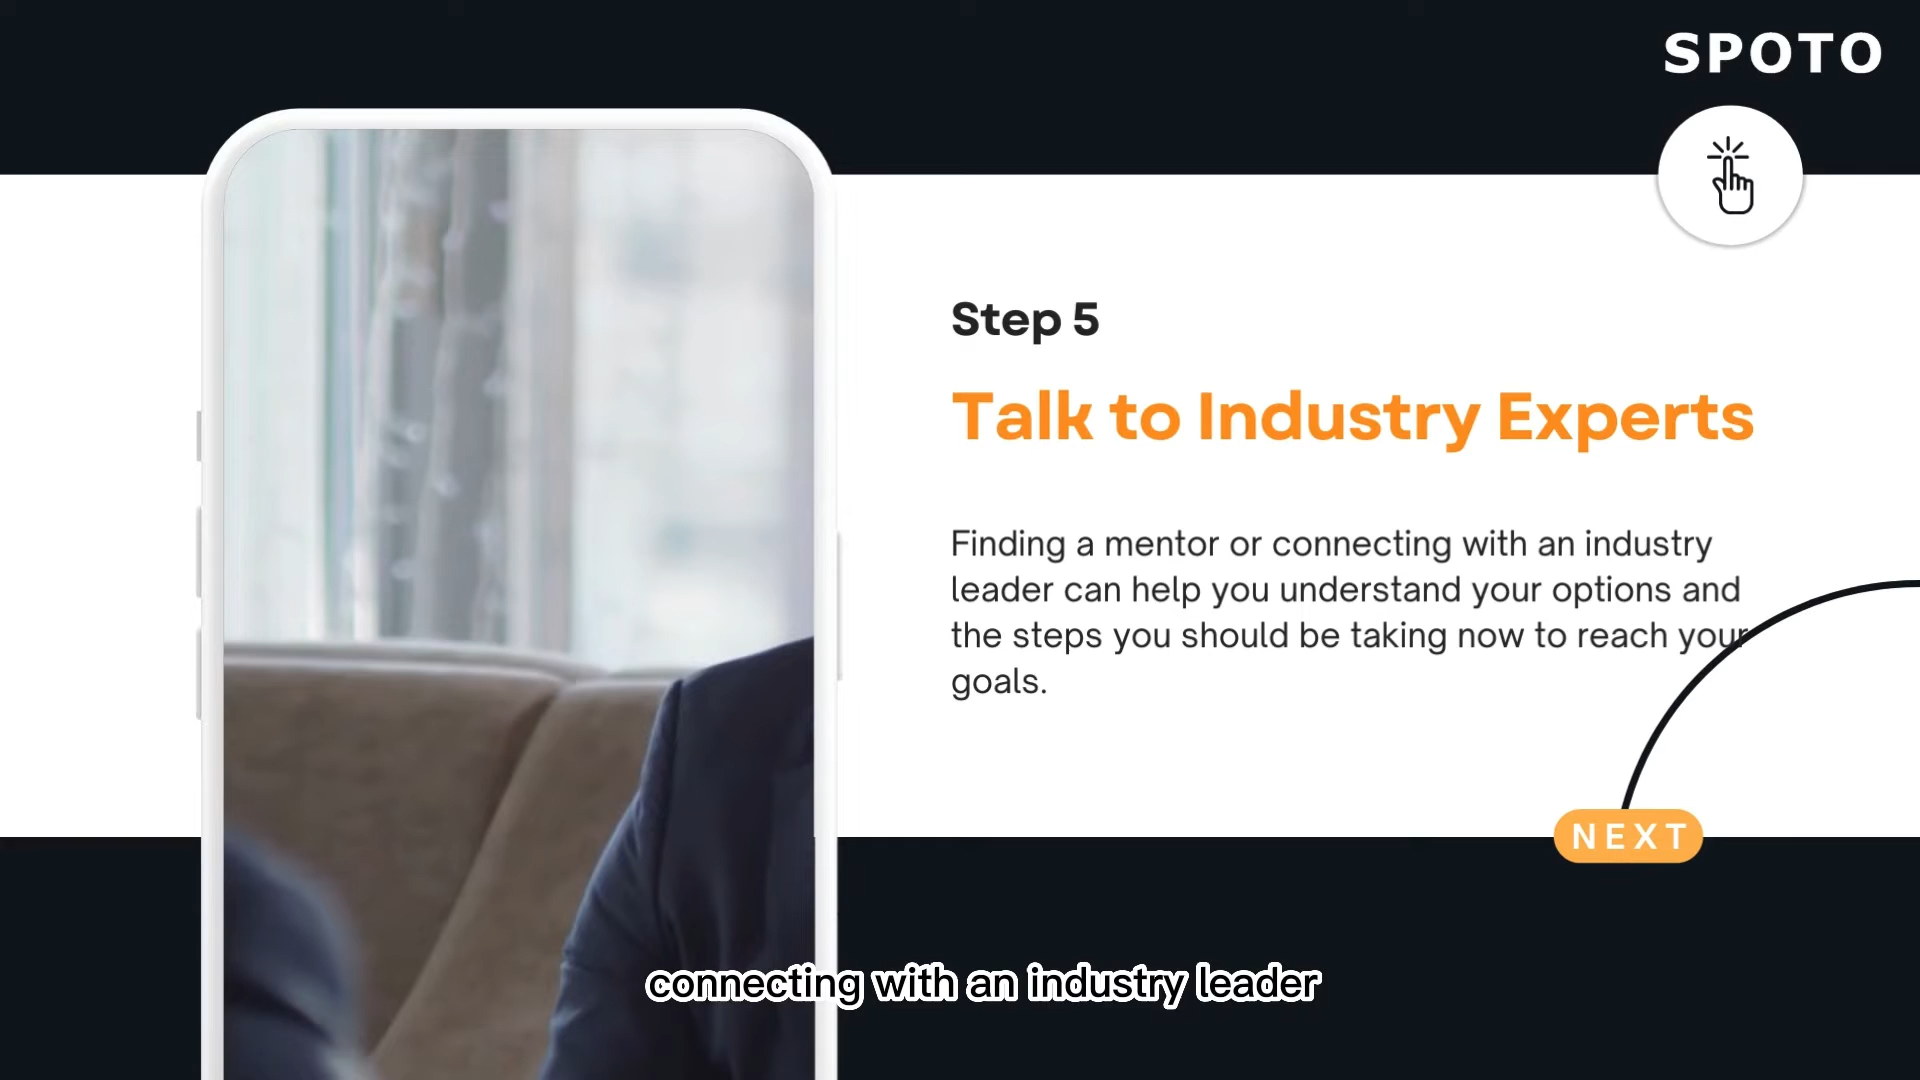 SPOTO
Step 5
Talk to Industry Experts
Finding a mentor or connecting with an industry
leader can help you understand your options and
the steps you should be taking now to reach your
goals.
NEXT
connecting with an industry leader